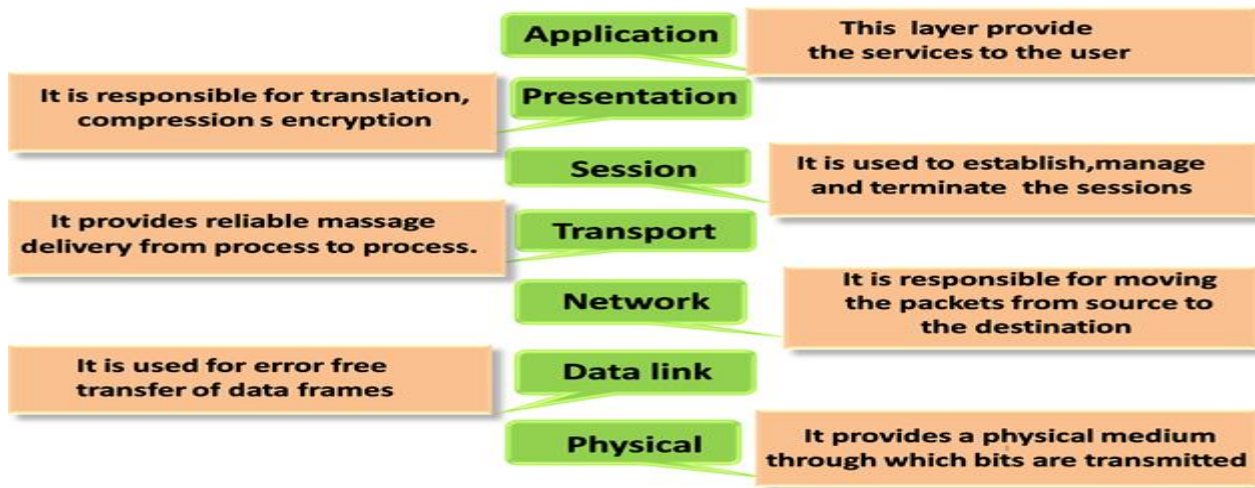 Application
This layer provide
the services to the user
Presentation
It is responsible for translation,
compression s encryption
Session
It is used to establish,manage
and terminate the sessions
Transport
It provides reliable massage
delivery from process to process.
Network
It is responsible for moving
the packets from source to
the destination
Data link
It is used for error free
transfer of data frames
Physical
It provides a physical medium
through which bits are transmitted